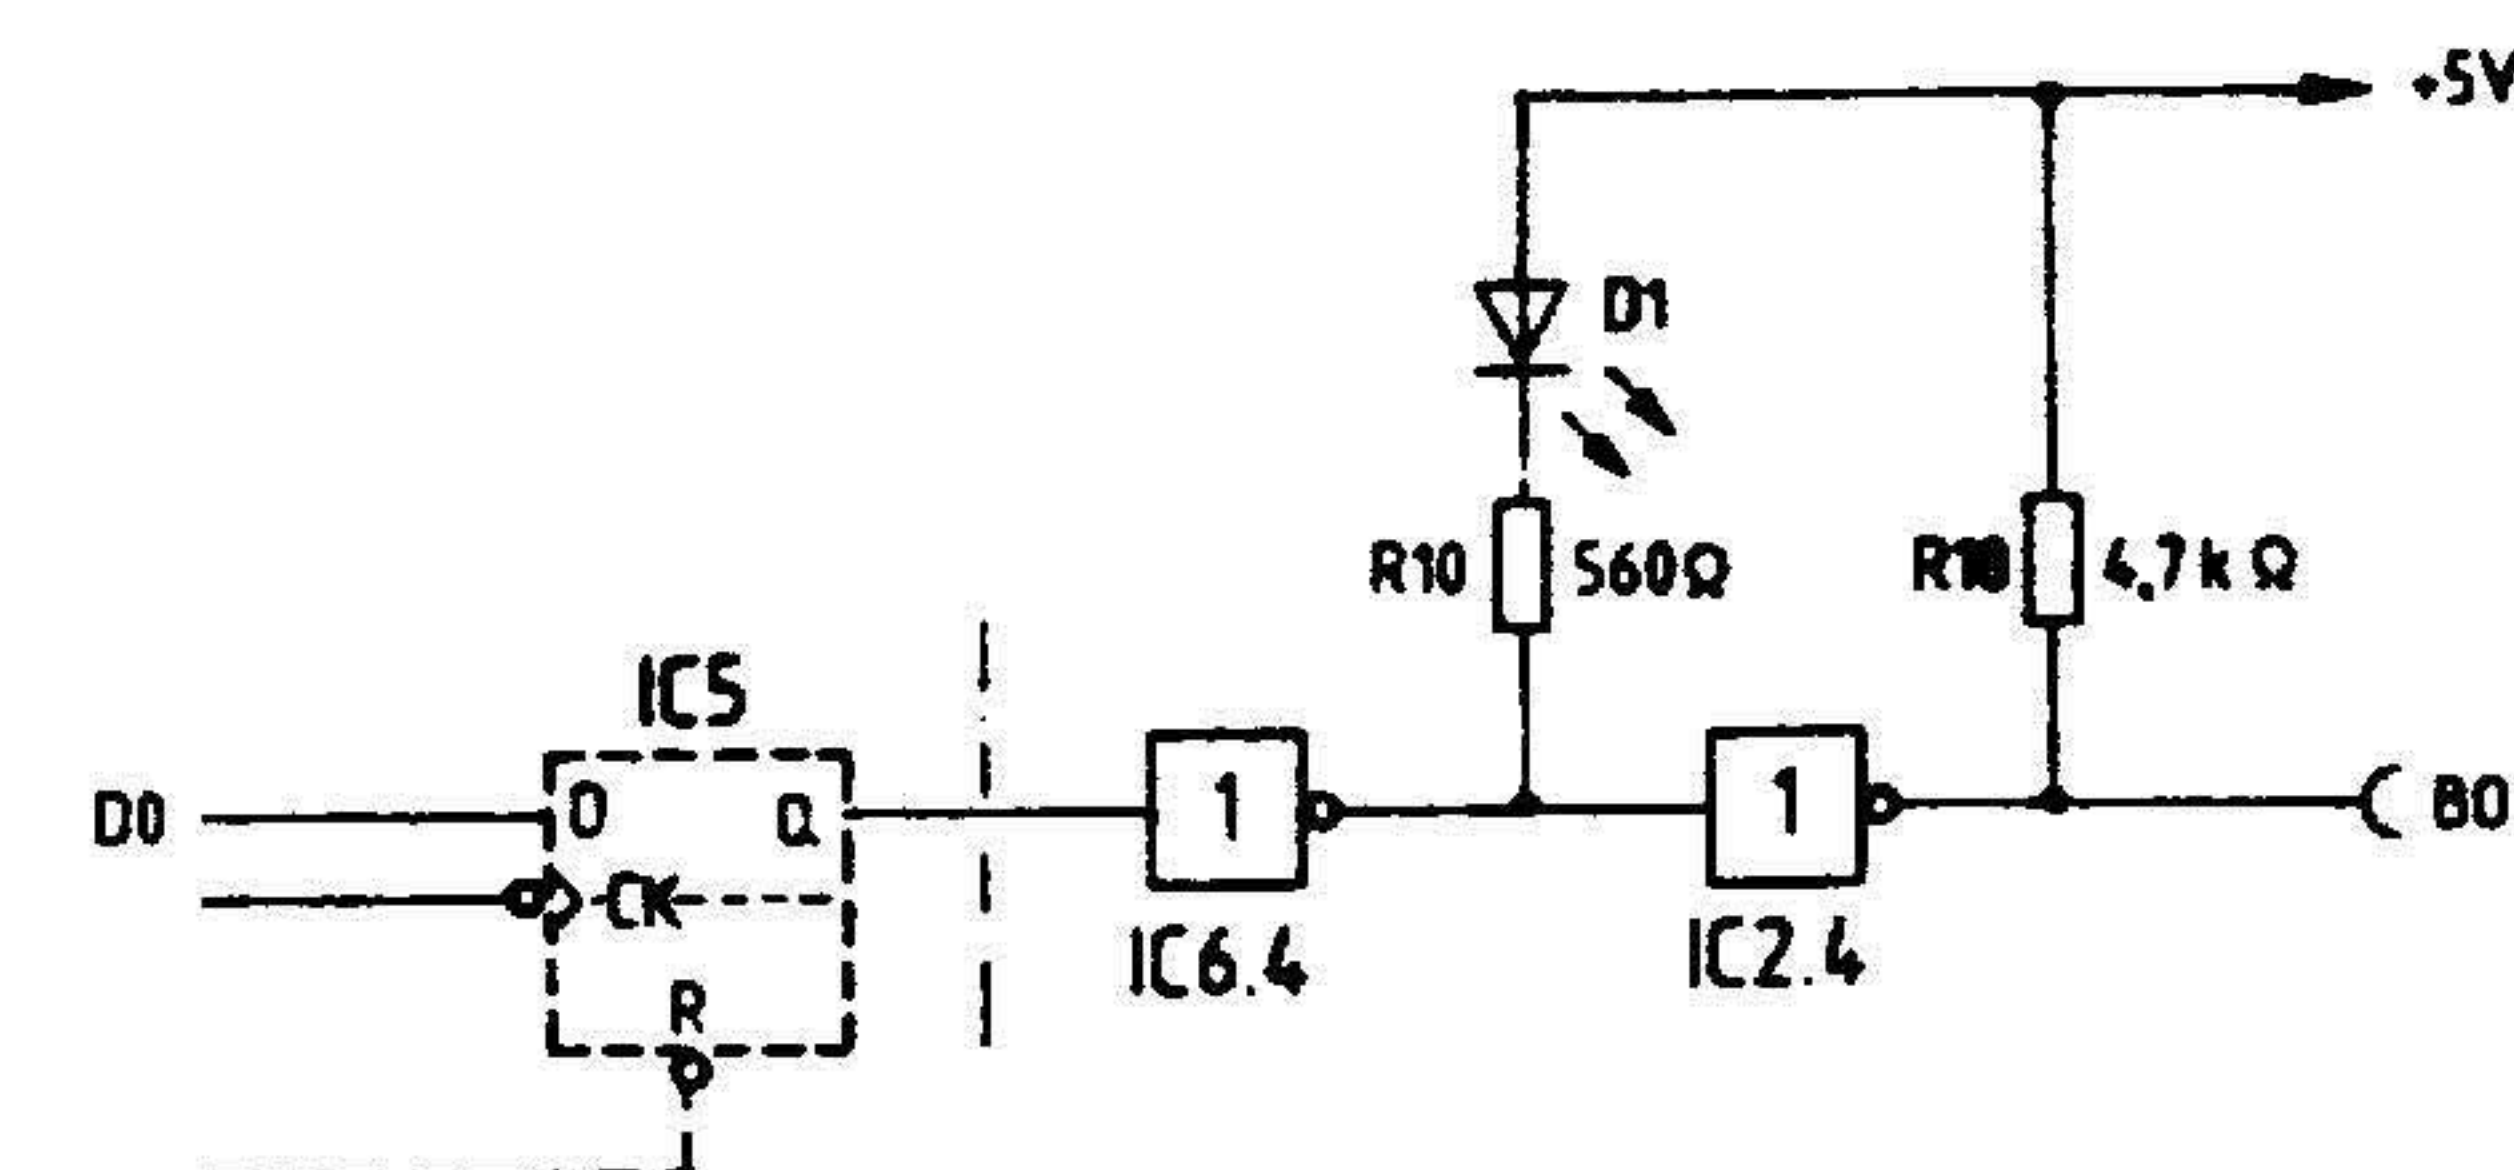 +5V
D1
R10 560Ω
4,7kΩ
IC5
D0
D Q
1
1
B0
CK
IC6.4
IC2.4
R